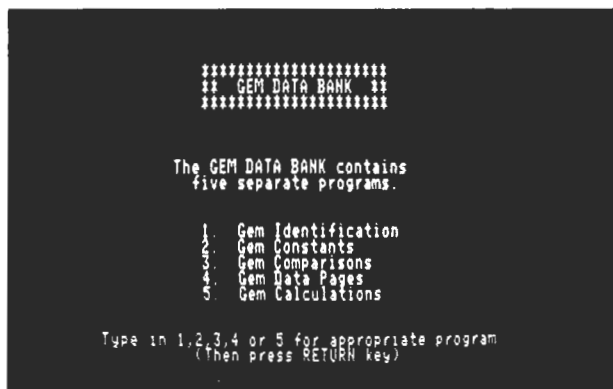 **********************
** GEM DATA BANK **
**********************
The GEM DATA BANK contains
five separate programs.
1. Gem Identification
2. Gem Constants
3. Gem Comparisons
4. Gem Data Pages
5. Gem Calculations
Type in 1,2,3,4 or 5 for appropriate program
(Then press RETURN key)